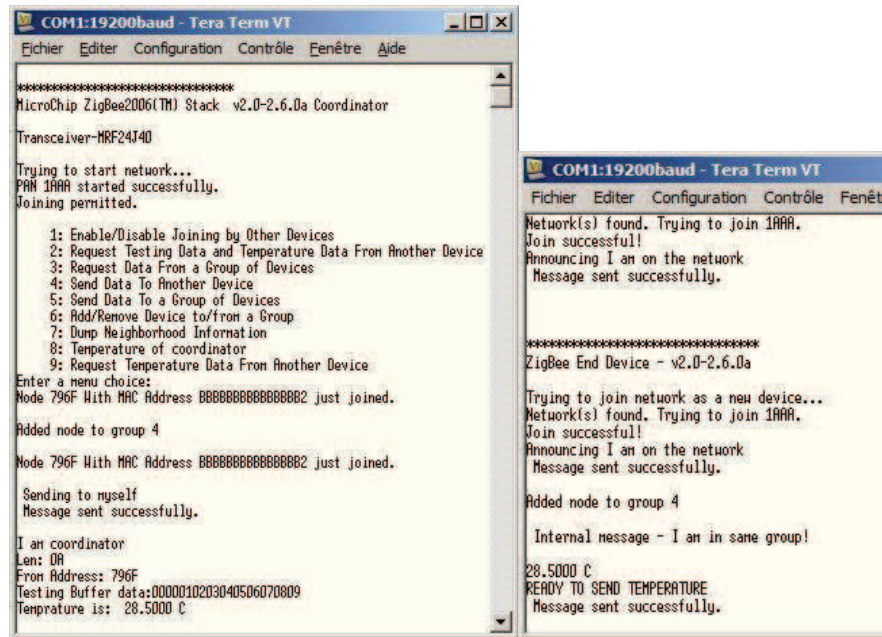 COM1:19200baud - Tera Term VT
Fichier Editer Configuration Contrôle Fenêtre Aide
*********************************
MicroChip ZigBee2006(TM) Stack v2.0-2.6.0a Coordinator
Transceiver-MRF24J40
Trying to start network...
PAN 1AAA started successfully.
Joining permitted.
1: Enable/Disable Joining by Other Devices
2: Request Testing Data and Temperature Data From Another Device
3: Request Data From a Group of Devices
4: Send Data To Another Device
5: Send Data To a Group of Devices
6: Add/Remove Device to/from a Group
7: Dump Neighborhood Information
8: Temperature of coordinator
9: Request Temperature Data From Another Device
Enter a menu choice:
Node 796F With MAC Address BBBBBBBBBBBBBBB2 just joined.
Added node to group 4
Node 796F With MAC Address BBBBBBBBBBBBBBB2 just joined.
Sending to myself
Message sent successfully.
I am coordinator
Len: 0A
From Address: 796F
Testing Buffer data:0000010203040506070809
Temprature is: 28.5000 C
COM1:19200baud - Tera Term VT
Fichier Editer Configuration Contrôle Fenêt
Network(s) found. Trying to join 1AAA.
Join successful!
Announcing I am on the network
Message sent successfully.
*********************************
ZigBee End Device - v2.0-2.6.0a
Trying to join network as a new device...
Network(s) found. Trying to join 1AAA.
Join successful!
Announcing I am on the network
Message sent successfully.
Added node to group 4
Internal message - I am in same group!
28.5000 C
READY TO SEND TEMPERATURE
Message sent successfully.